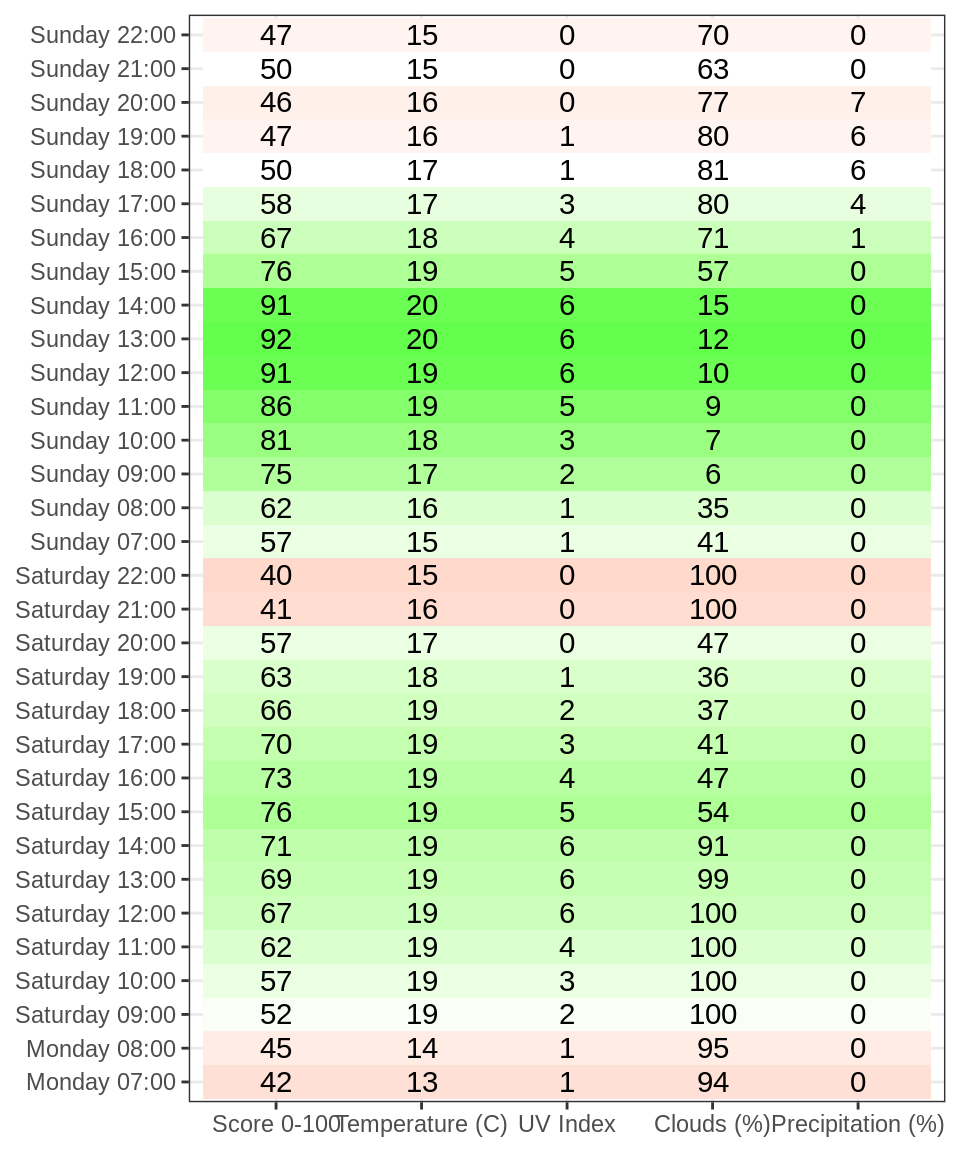 Sunday 22:00 47 15 0 70 0
Sunday 21:00 50 15 0 63 0
Sunday 20:00 46 16 0 77 7
Sunday 19:00 47 16 1 80 6
Sunday 18:00 50 17 1 81 6
Sunday 17:00 58 17 3 80 4
Sunday 16:00 67 18 4 71 1
Sunday 15:00 76 19 5 57 0
Sunday 14:00 91 20 6 15 0
Sunday 13:00 92 20 6 12 0
Sunday 12:00 91 19 6 10 0
Sunday 11:00 86 19 5 9 0
Sunday 10:00 81 18 3 7 0
Sunday 09:00 75 17 2 6 0
Sunday 08:00 62 16 1 35 0
Sunday 07:00 57 15 1 41 0
Saturday 22:00 40 15 0 100 0
Saturday 21:00 41 16 0 100 0
Saturday 20:00 57 17 0 47 0
Saturday 19:00 63 18 1 36 0
Saturday 18:00 66 19 2 37 0
Saturday 17:00 70 19 3 41 0
Saturday 16:00 73 19 4 47 0
Saturday 15:00 76 19 5 54 0
Saturday 14:00 71 19 6 91 0
Saturday 13:00 69 19 6 99 0
Saturday 12:00 67 19 6 100 0
Saturday 11:00 62 19 4 100 0
Saturday 10:00 57 19 3 100 0
Saturday 09:00 52 19 2 100 0
Monday 08:00 45 14 1 95 0
Monday 07:00 42 13 1 94 0
Score 0-100 Temperature (C) UV Index Clouds (%) Precipitation (%)